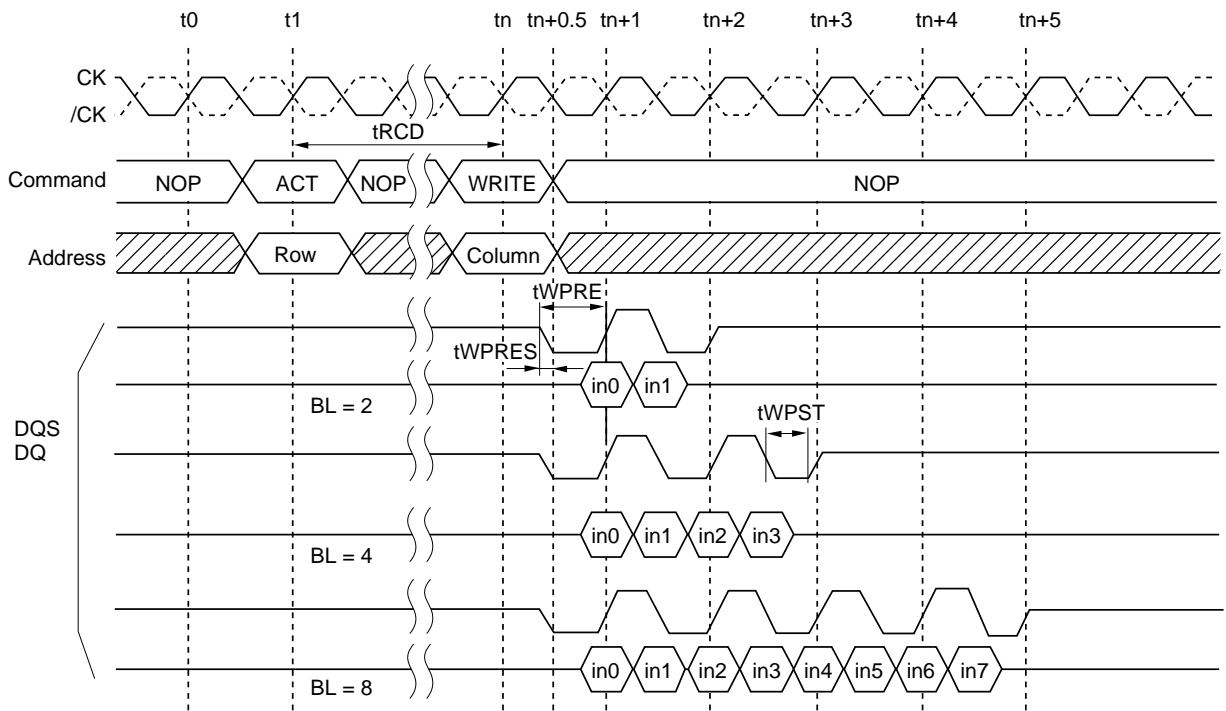 t0 t1 tn tn+0.5 tn+1 tn+2 tn+3 tn+4 tn+5
CK
/CK
tRCD
Command NOP ACT NOP WRITE NOP
Address Row Column
tWPRE
tWPRES
in0 in1
BL = 2
tWPST
DQS
DQ
in0 in1 in2 in3
BL = 4
in0 in1 in2 in3 in4 in5 in6 in7
BL = 8